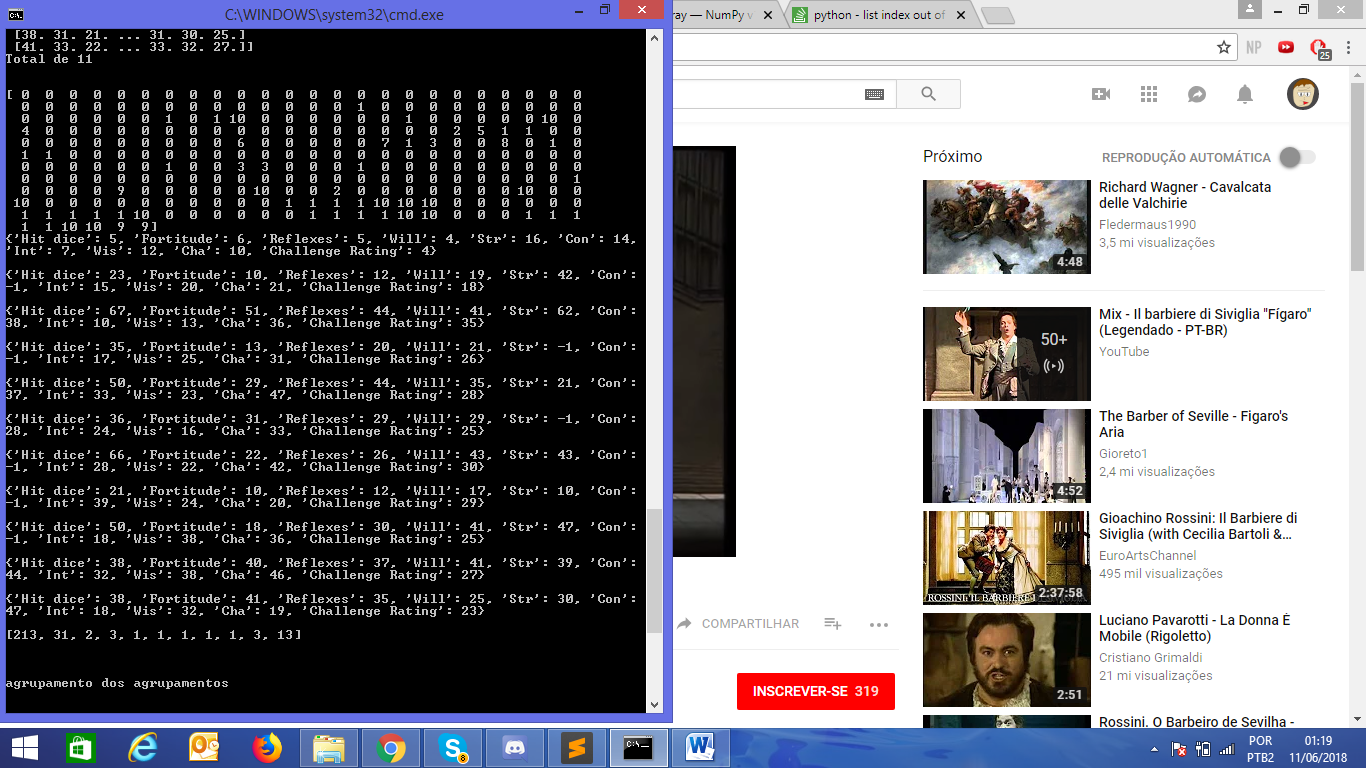 C:\WINDOWS\system32\cmd.exe
[38. 31. 21. ... 31. 30. 25.]
[41. 33. 22. ... 33. 32. 27.]]
Total de 11
[ 0 0 0 0 0 0 0 0 0 0 0 0 0 0 0 0 0 0 0 0 0 0 0 0
0 0 0 0 0 0 0 0 0 0 0 0 0 0 1 0 0 0 0 0 0 0 0 0
0 0 0 0 0 0 1 0 1 10 0 0 0 0 0 0 1 0 0 0 0 0 10 0
4 0 0 0 0 0 0 0 0 0 0 0 0 0 0 0 0 0 2 5 1 1 0 0
0 0 0 0 0 0 0 0 0 6 0 0 0 0 0 7 1 3 0 0 8 0 1 0
1 1 0 0 0 0 0 0 0 0 0 0 0 0 0 0 0 0 0 0 0 0 0 0
0 0 0 0 0 0 1 0 0 3 3 0 0 0 1 0 0 0 0 0 0 0 0 0
0 0 0 0 0 0 0 0 0 0 0 0 0 0 0 0 0 0 0 0 0 0 0 1
0 0 0 0 9 0 0 0 0 0 10 0 0 2 0 0 0 0 0 0 0 10 0 0
10 0 0 0 0 0 0 0 0 0 0 1 1 1 1 10 10 10 0 0 0 0 0 0
1 1 1 1 1 10 0 0 0 0 0 0 1 1 1 1 10 10 0 0 0 1 1 1
1 1 10 10 9 9]
{'Hit dice': 5, 'Fortitude': 6, 'Reflexes': 5, 'Will': 4, 'Str': 16, 'Con': 14,
'Int': 7, 'Wis': 12, 'Cha': 10, 'Challenge Rating': 4}
{'Hit dice': 23, 'Fortitude': 10, 'Reflexes': 12, 'Will': 19, 'Str': 42, 'Con':
-1, 'Int': 15, 'Wis': 20, 'Cha': 21, 'Challenge Rating': 18}
{'Hit dice': 67, 'Fortitude': 51, 'Reflexes': 44, 'Will': 41, 'Str': 62, 'Con':
38, 'Int': 10, 'Wis': 13, 'Cha': 36, 'Challenge Rating': 35}
{'Hit dice': 35, 'Fortitude': 13, 'Reflexes': 20, 'Will': 21, 'Str': -1, 'Con':
-1, 'Int': 17, 'Wis': 25, 'Cha': 31, 'Challenge Rating': 26}
{'Hit dice': 50, 'Fortitude': 29, 'Reflexes': 44, 'Will': 35, 'Str': 21, 'Con':
37, 'Int': 33, 'Wis': 23, 'Cha': 47, 'Challenge Rating': 28}
{'Hit dice': 36, 'Fortitude': 31, 'Reflexes': 29, 'Will': 29, 'Str': -1, 'Con':
28, 'Int': 24, 'Wis': 16, 'Cha': 33, 'Challenge Rating': 25}
{'Hit dice': 66, 'Fortitude': 22, 'Reflexes': 26, 'Will': 43, 'Str': 43, 'Con':
-1, 'Int': 28, 'Wis': 22, 'Cha': 42, 'Challenge Rating': 30}
{'Hit dice': 21, 'Fortitude': 10, 'Reflexes': 12, 'Will': 17, 'Str': 10, 'Con':
-1, 'Int': 39, 'Wis': 24, 'Cha': 20, 'Challenge Rating': 29}
{'Hit dice': 50, 'Fortitude': 18, 'Reflexes': 30, 'Will': 41, 'Str': 47, 'Con':
-1, 'Int': 18, 'Wis': 38, 'Cha': 36, 'Challenge Rating': 25}
{'Hit dice': 38, 'Fortitude': 40, 'Reflexes': 37, 'Will': 41, 'Str': 39, 'Con':
44, 'Int': 32, 'Wis': 38, 'Cha': 46, 'Challenge Rating': 27}
{'Hit dice': 38, 'Fortitude': 41, 'Reflexes': 35, 'Will': 25, 'Str': 30, 'Con':
47, 'Int': 18, 'Wis': 32, 'Cha': 19, 'Challenge Rating': 23}
[213, 31, 2, 3, 1, 1, 1, 1, 1, 3, 13]
agrupamento dos agrupamentos
ray — NumPy v
python - list index out of
NP
25
Próximo
REPRODUÇÃO AUTOMÁTICA
Richard Wagner - Cavalcata
delle Valchirie
Fledermaus1990
3,5 mi visualizações
4:48
Mix - Il barbiere di Siviglia "Fígaro"
(Legendado - PT-BR)
YouTube
50+
The Barber of Seville - Figaro's
Aria
Gioreto1
2,4 mi visualizações
4:52
Gioachino Rossini: Il Barbiere di
Siviglia (with Cecilia Bartoli &...
EuroArtsChannel
495 mil visualizações
ROSSINI: IL BARBIERE
2:37:58
Luciano Pavarotti - La Donna É
Mobile (Rigoletto)
Cristiano Grimaldi
21 mi visualizações
2:51
Rossini. O Barbeiro de Sevilha -
COMPARTILHAR
INSCREVER-SE 319
POR
PTB2
01:19
11/06/2018